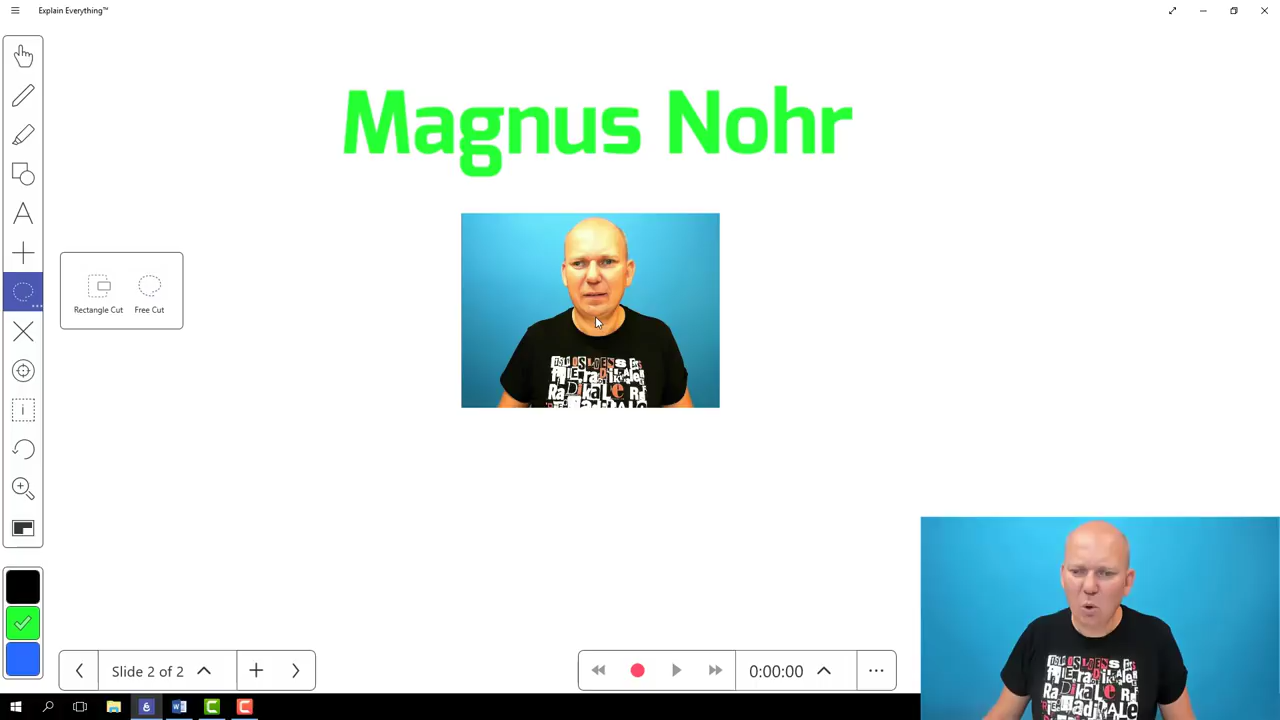 Explain Everything™
Magnus Nohr
A
Rectangle Cut
Free Cut
i
Slide 2 of 2
0:00:00